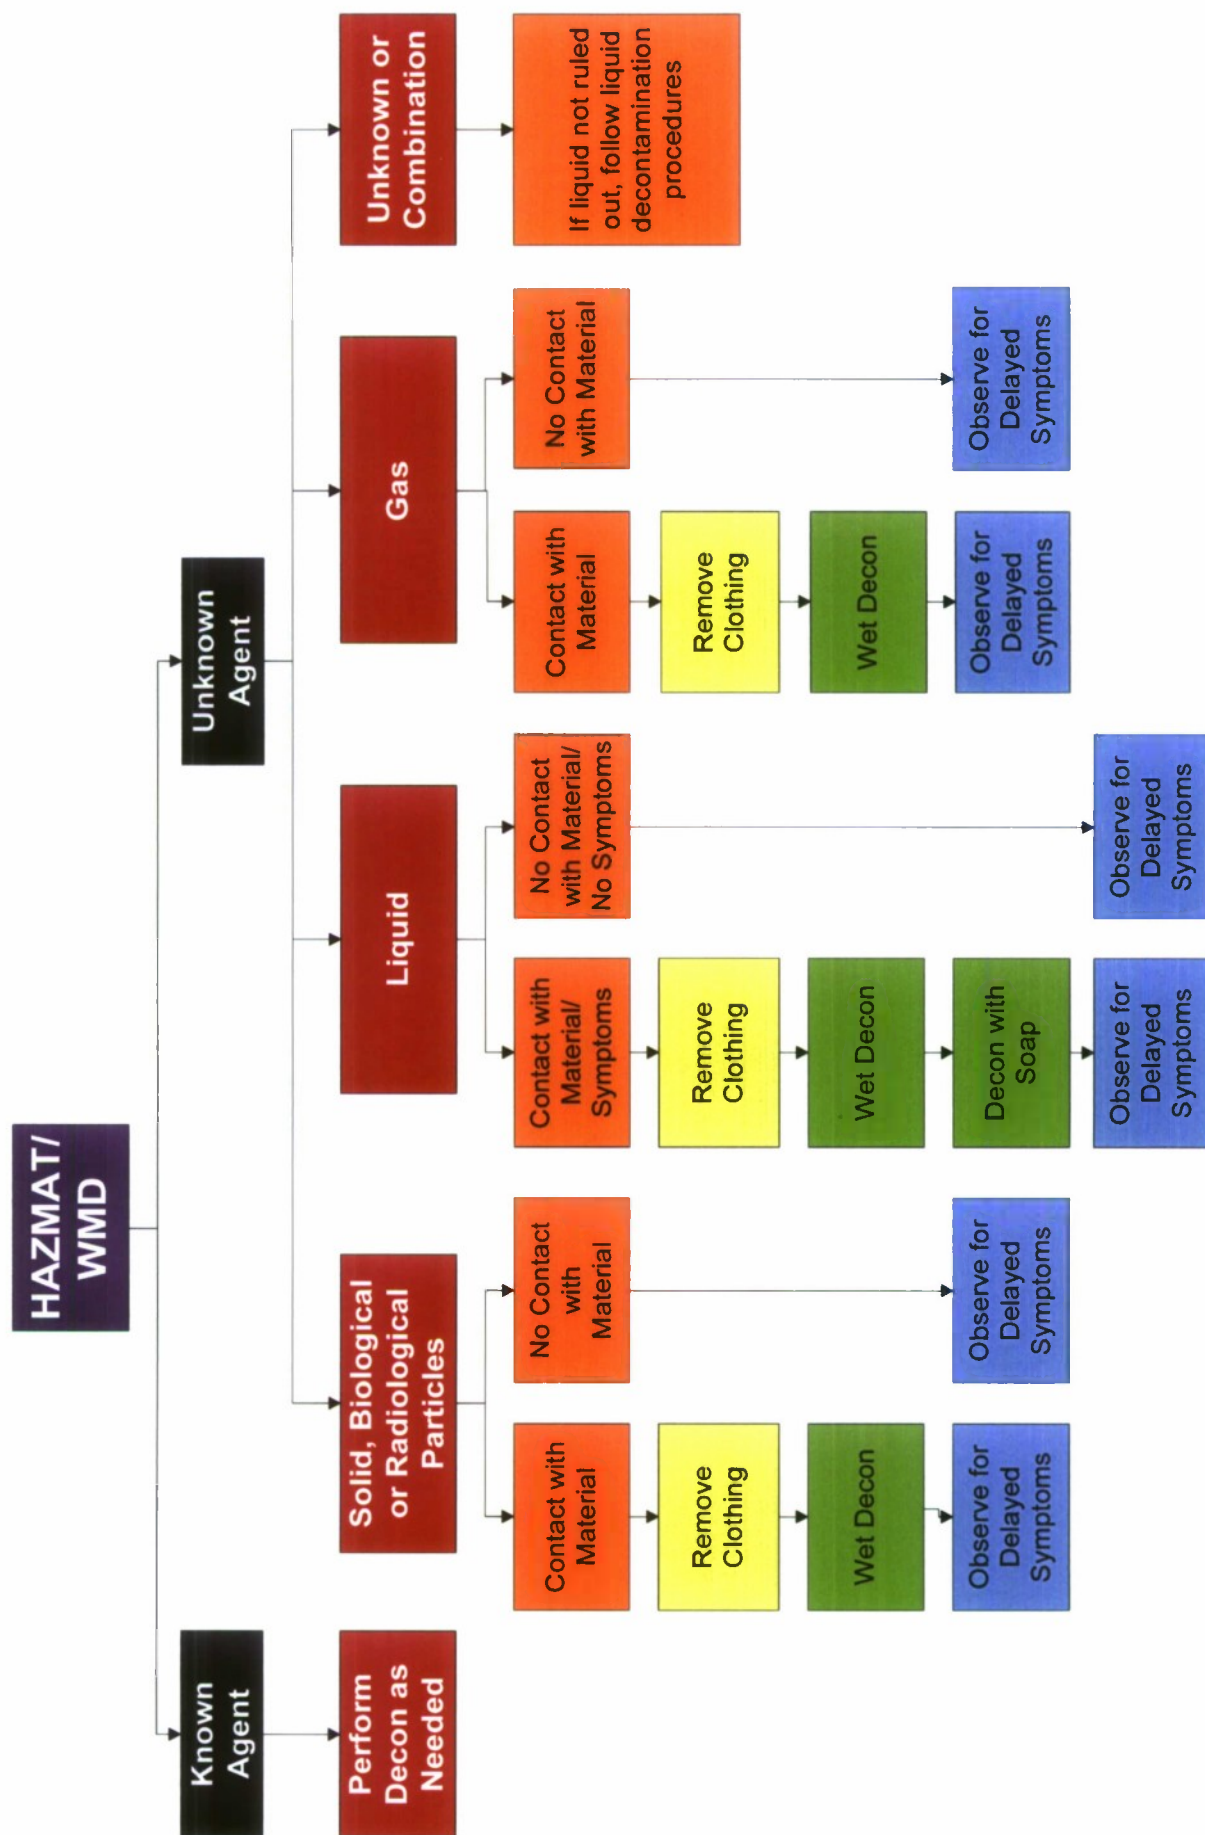 HAZMAT/
WMD
Known
Agent
Unknown
Agent
Perform
Decon as
Needed
Solid, Biological
or Radiological
Particles
Liquid
Gas
Unknown or
Combination
Contact with
Material
No Contact
with
Material
Contact with
Material/
Symptoms
No Contact
with Material/
No Symptoms
Contact with
Material
No Contact
with Material
If liquid not ruled
out, follow liquid
decontamination
procedures
Remove
Clothing
Remove
Clothing
Remove
Clothing
Wet Decon
Wet Decon
Wet Decon
Observe for
Delayed
Symptoms
Observe for
Delayed
Symptoms
Decon with
Soap
Observe for
Delayed
Symptoms
Observe for
Delayed
Symptoms
Observe for
Delayed
Symptoms
Observe for
Delayed
Symptoms